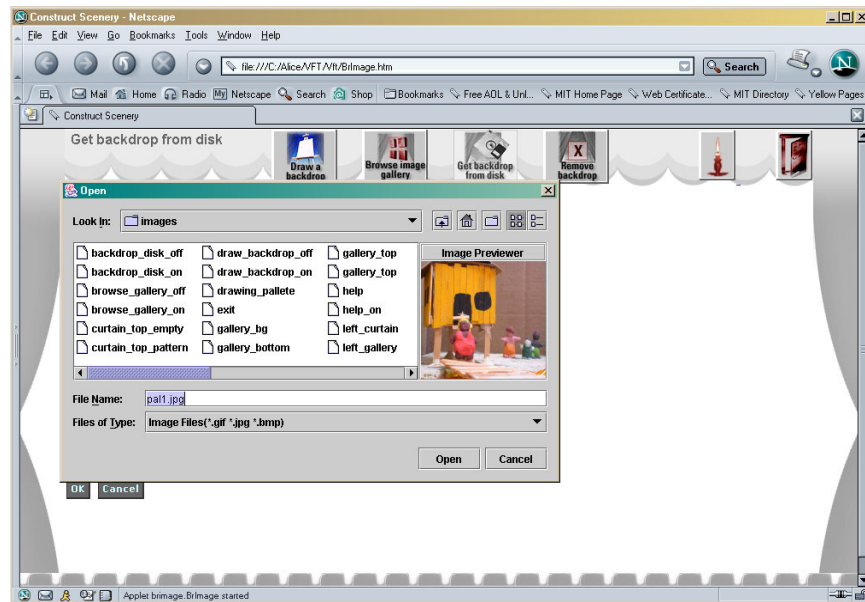 Construct Scenery - Netscape
File Edit View Go Bookmarks Tools Window Help
file:///C:/Alice/VFT/Vft/BrImage.htm
Search
Mail Home Radio My Netscape Search Shop Bookmarks Free AOL & Unl... MIT Home Page Web Certificate... MIT Directory Yellow Pages
Construct Scenery
Get backdrop from disk
Draw a backdrop
Browse image gallery
Get backdrop from disk
X
Remove backdrop
Open
Look In: images
backdrop_disk_off draw_backdrop_off gallery_top
backdrop_disk_on draw_backdrop_on gallery_top
browse_gallery_off drawing_pallete help
browse_gallery_on exit help_on
curtain_top_empty gallery_bg left_curtain
curtain_top_pattern gallery_bottom left_gallery
Image Previewer
File Name: pal1.jpg
Files of Type: Image Files(*.gif *.jpg *.bmp)
Open Cancel
OK Cancel
Applet brimage.BrImage started